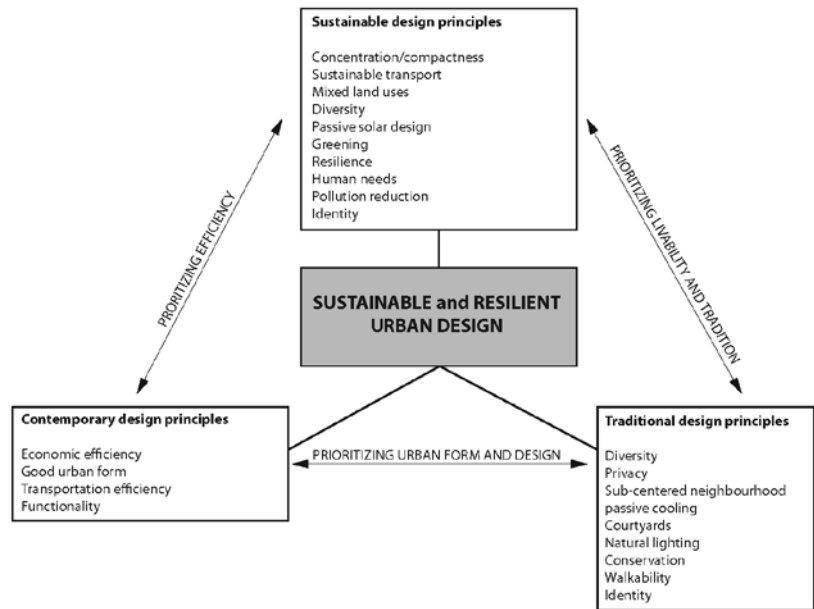 Sustainable design principles
Concentration/compactness
Sustainable transport
Mixed land uses
Diversity
Passive solar design
Greening
Resilience
Human needs
Pollution reduction
Identity
PRORITIZING EFFICIENCY
PRIORITIZING LIVABILITY AND TRADITION
SUSTAINABLE and RESILIENT
URBAN DESIGN
Contemporary design principles
Economic efficiency
Good urban form
Transportation efficiency
Functionality
PRIORITIZING URBAN FORM AND DESIGN
Traditional design principles
Diversity
Privacy
Sub-centered neighbourhood
passive cooling
Courtyards
Natural lighting
Conservation
Walkability
Identity